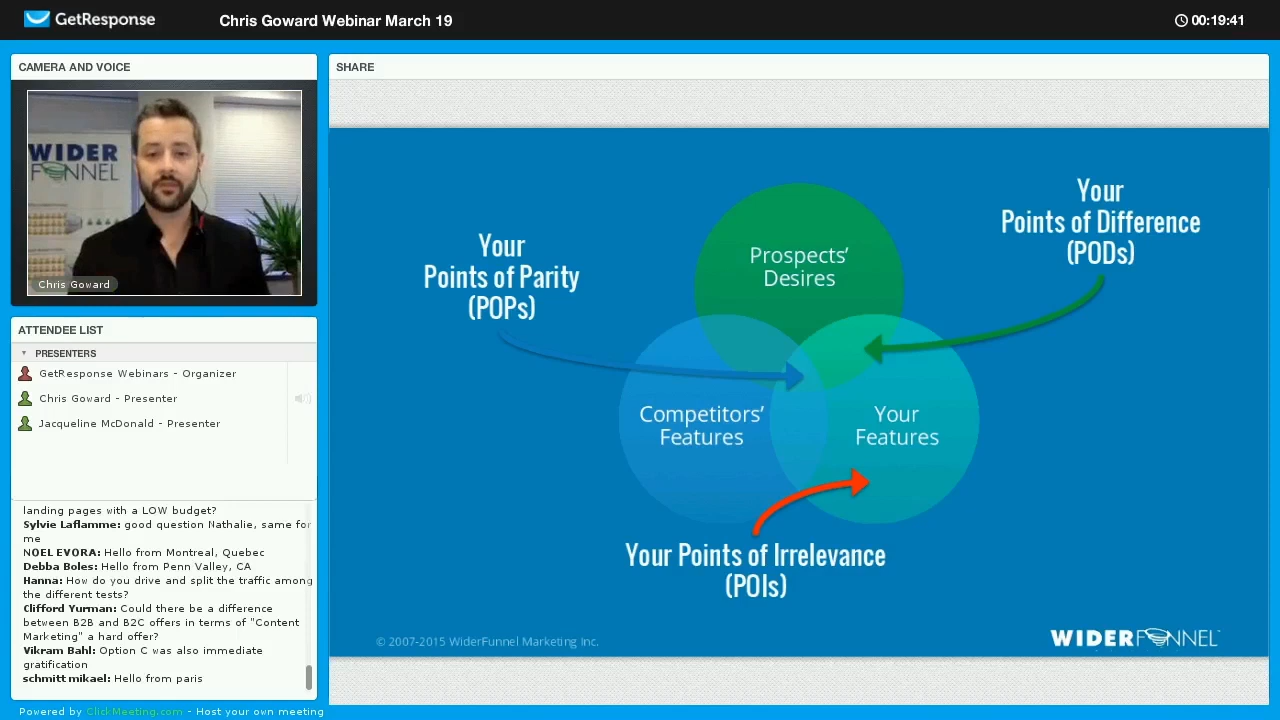 GetResponse
Chris Goward Webinar March 19
00:19:41
CAMERA AND VOICE
WIDER
FUNNEL
Chris Goward
ATTENDEE LIST
PRESENTERS
GetResponse Webinars - Organizer
Chris Goward - Presenter
Jacqueline McDonald - Presenter
landing pages with a LOW budget?
Sylvie Laflamme: good question Nathalie, same for
me
NOEL EVORA: Hello from Montreal, Quebec
Debba Boles: Hello from Penn Valley, CA
Hanna: How do you drive and split the traffic among
the different tests?
Clifford Yurman: Could there be a difference
between B2B and B2C offers in terms of "Content
Marketing" a hard offer?
Vikram Bahl: Option C was also immediate
gratification
schmitt mikael: Hello from paris
Powered by ClickMeeting.com - Host your own meeting
SHARE
Your
Points of Parity
(POPs)
Prospects’
Desires
Your
Points of Difference
(PODs)
Competitors’
Features
Your
Features
Your Points of Irrelevance
(POIs)
© 2007-2015 WiderFunnel Marketing Inc.
WIDERFUNNEL